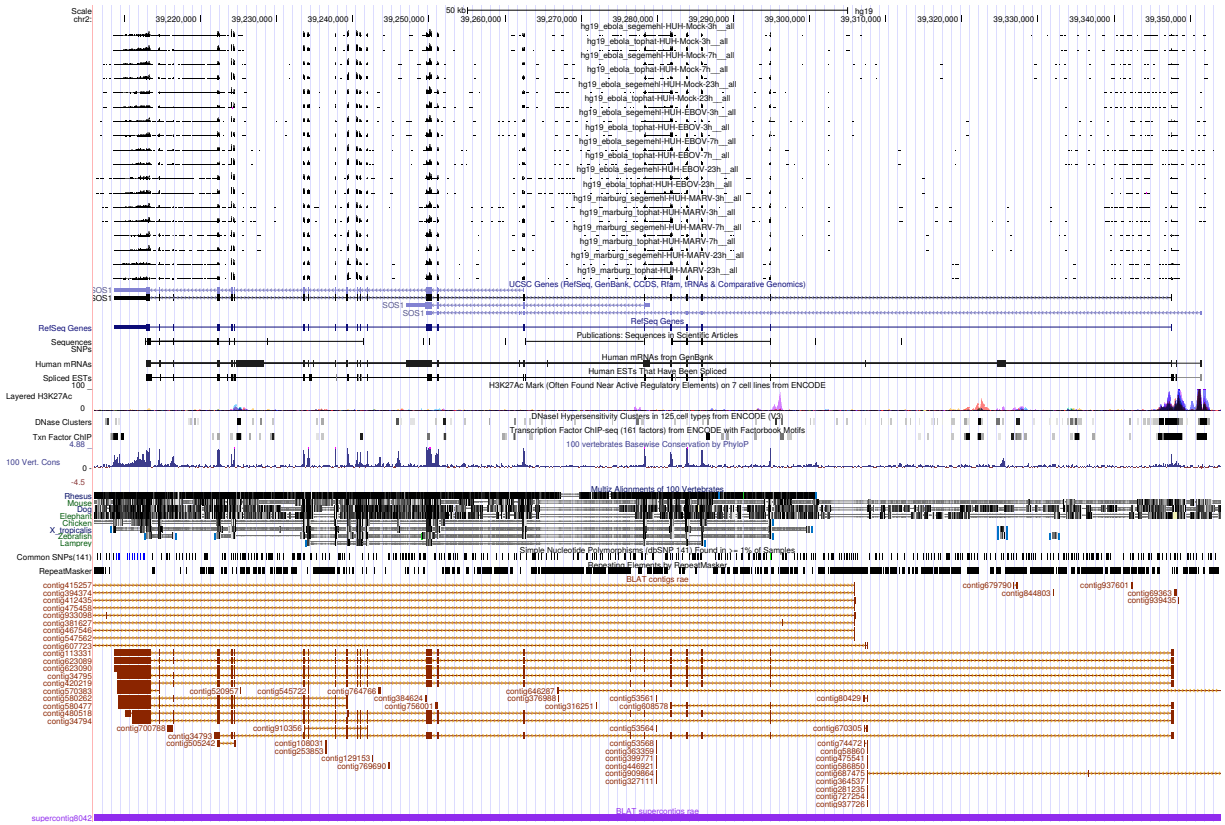 Scale 50 kb hg19
chr2: 39,220,000 39,230,000 39,240,000 39,250,000 39,260,000 39,270,000 39,280,000 39,290,000 39,300,000 39,310,000 39,320,000 39,330,000 39,340,000 39,350,000
hg19_ebola_segemehl-HUH-Mock-3h__all
hg19_ebola_tophat-HUH-Mock-3h__all
hg19_ebola_segemehl-HUH-Mock-7h__all
hg19_ebola_tophat-HUH-Mock-7h__all
hg19_ebola_segemehl-HUH-Mock-23h__all
hg19_ebola_tophat-HUH-Mock-23h__all
hg19_ebola_segemehl-HUH-EBOV-3h__all
hg19_ebola_tophat-HUH-EBOV-3h__all
hg19_ebola_segemehl-HUH-EBOV-7h__all
hg19_ebola_tophat-HUH-EBOV-7h__all
hg19_ebola_segemehl-HUH-EBOV-23h__all
hg19_ebola_tophat-HUH-EBOV-23h__all
hg19_marburg_segemehl-HUH-MARV-3h__all
hg19_marburg_tophat-HUH-MARV-3h__all
hg19_marburg_segemehl-HUH-MARV-7h__all
hg19_marburg_tophat-HUH-MARV-7h__all
hg19_marburg_segemehl-HUH-MARV-23h__all
hg19_marburg_tophat-HUH-MARV-23h__all
UCSC Genes (RefSeq, GenBank, CCDS, Rfam, tRNAs & Comparative Genomics)
SOS1
SOS1
SOS1
SOS1
RefSeq Genes
RefSeq Genes
Publications: Sequences in Scientific Articles
Sequences
SNPs
Human mRNAs from GenBank
Human mRNAs
Human ESTs That Have Been Spliced
Spliced ESTs
H3K27Ac Mark (Often Found Near Active Regulatory Elements) on 7 cell lines from ENCODE
100
Layered H3K27Ac
0
DNaseI Hypersensitivity Clusters in 125 cell types from ENCODE (V3)
DNase Clusters
Transcription Factor ChIP-seq (161 factors) from ENCODE with Factorbook Motifs
Txn Factor ChIP
100 vertebrates Basewise Conservation by PhyloP
4.88
100 Vert. Cons
0
-4.5
Multiz Alignments of 100 Vertebrates
Rhesus
Mouse
Dog
Elephant
Chicken
X_tropicalis
Zebrafish
Lamprey
Simple Nucleotide Polymorphisms (dbSNP 141) Found in >= 1% of Samples
Common SNPs(141)
Repeating Elements by RepeatMasker
RepeatMasker
BLAT contigs rae
contig415257 contig679790 contig937601
contig394374 contig844803 contig69363
contig412435 contig939435
contig475458
contig933098
contig381627
contig467546
contig547562
contig607723
contig113331
contig623089
contig623090
contig34795
contig420219
contig570383 contig520957 contig545722 contig764766 contig646287
contig580262 contig384624 contig376988 contig53561 contig80429
contig580477 contig756001 contig316251 contig608578
contig480518
contig34794
contig700788 contig910356 contig53564 contig670305
contig34793
contig505242 contig108031 contig53568 contig74472
contig253853 contig363359 contig58860
contig129153 contig399771 contig475541
contig769690 contig446921 contig586850
contig909864 contig687475
contig327111 contig364537
contig281235
contig727254
contig937726
BLAT supercontigs rae
supercontig8042